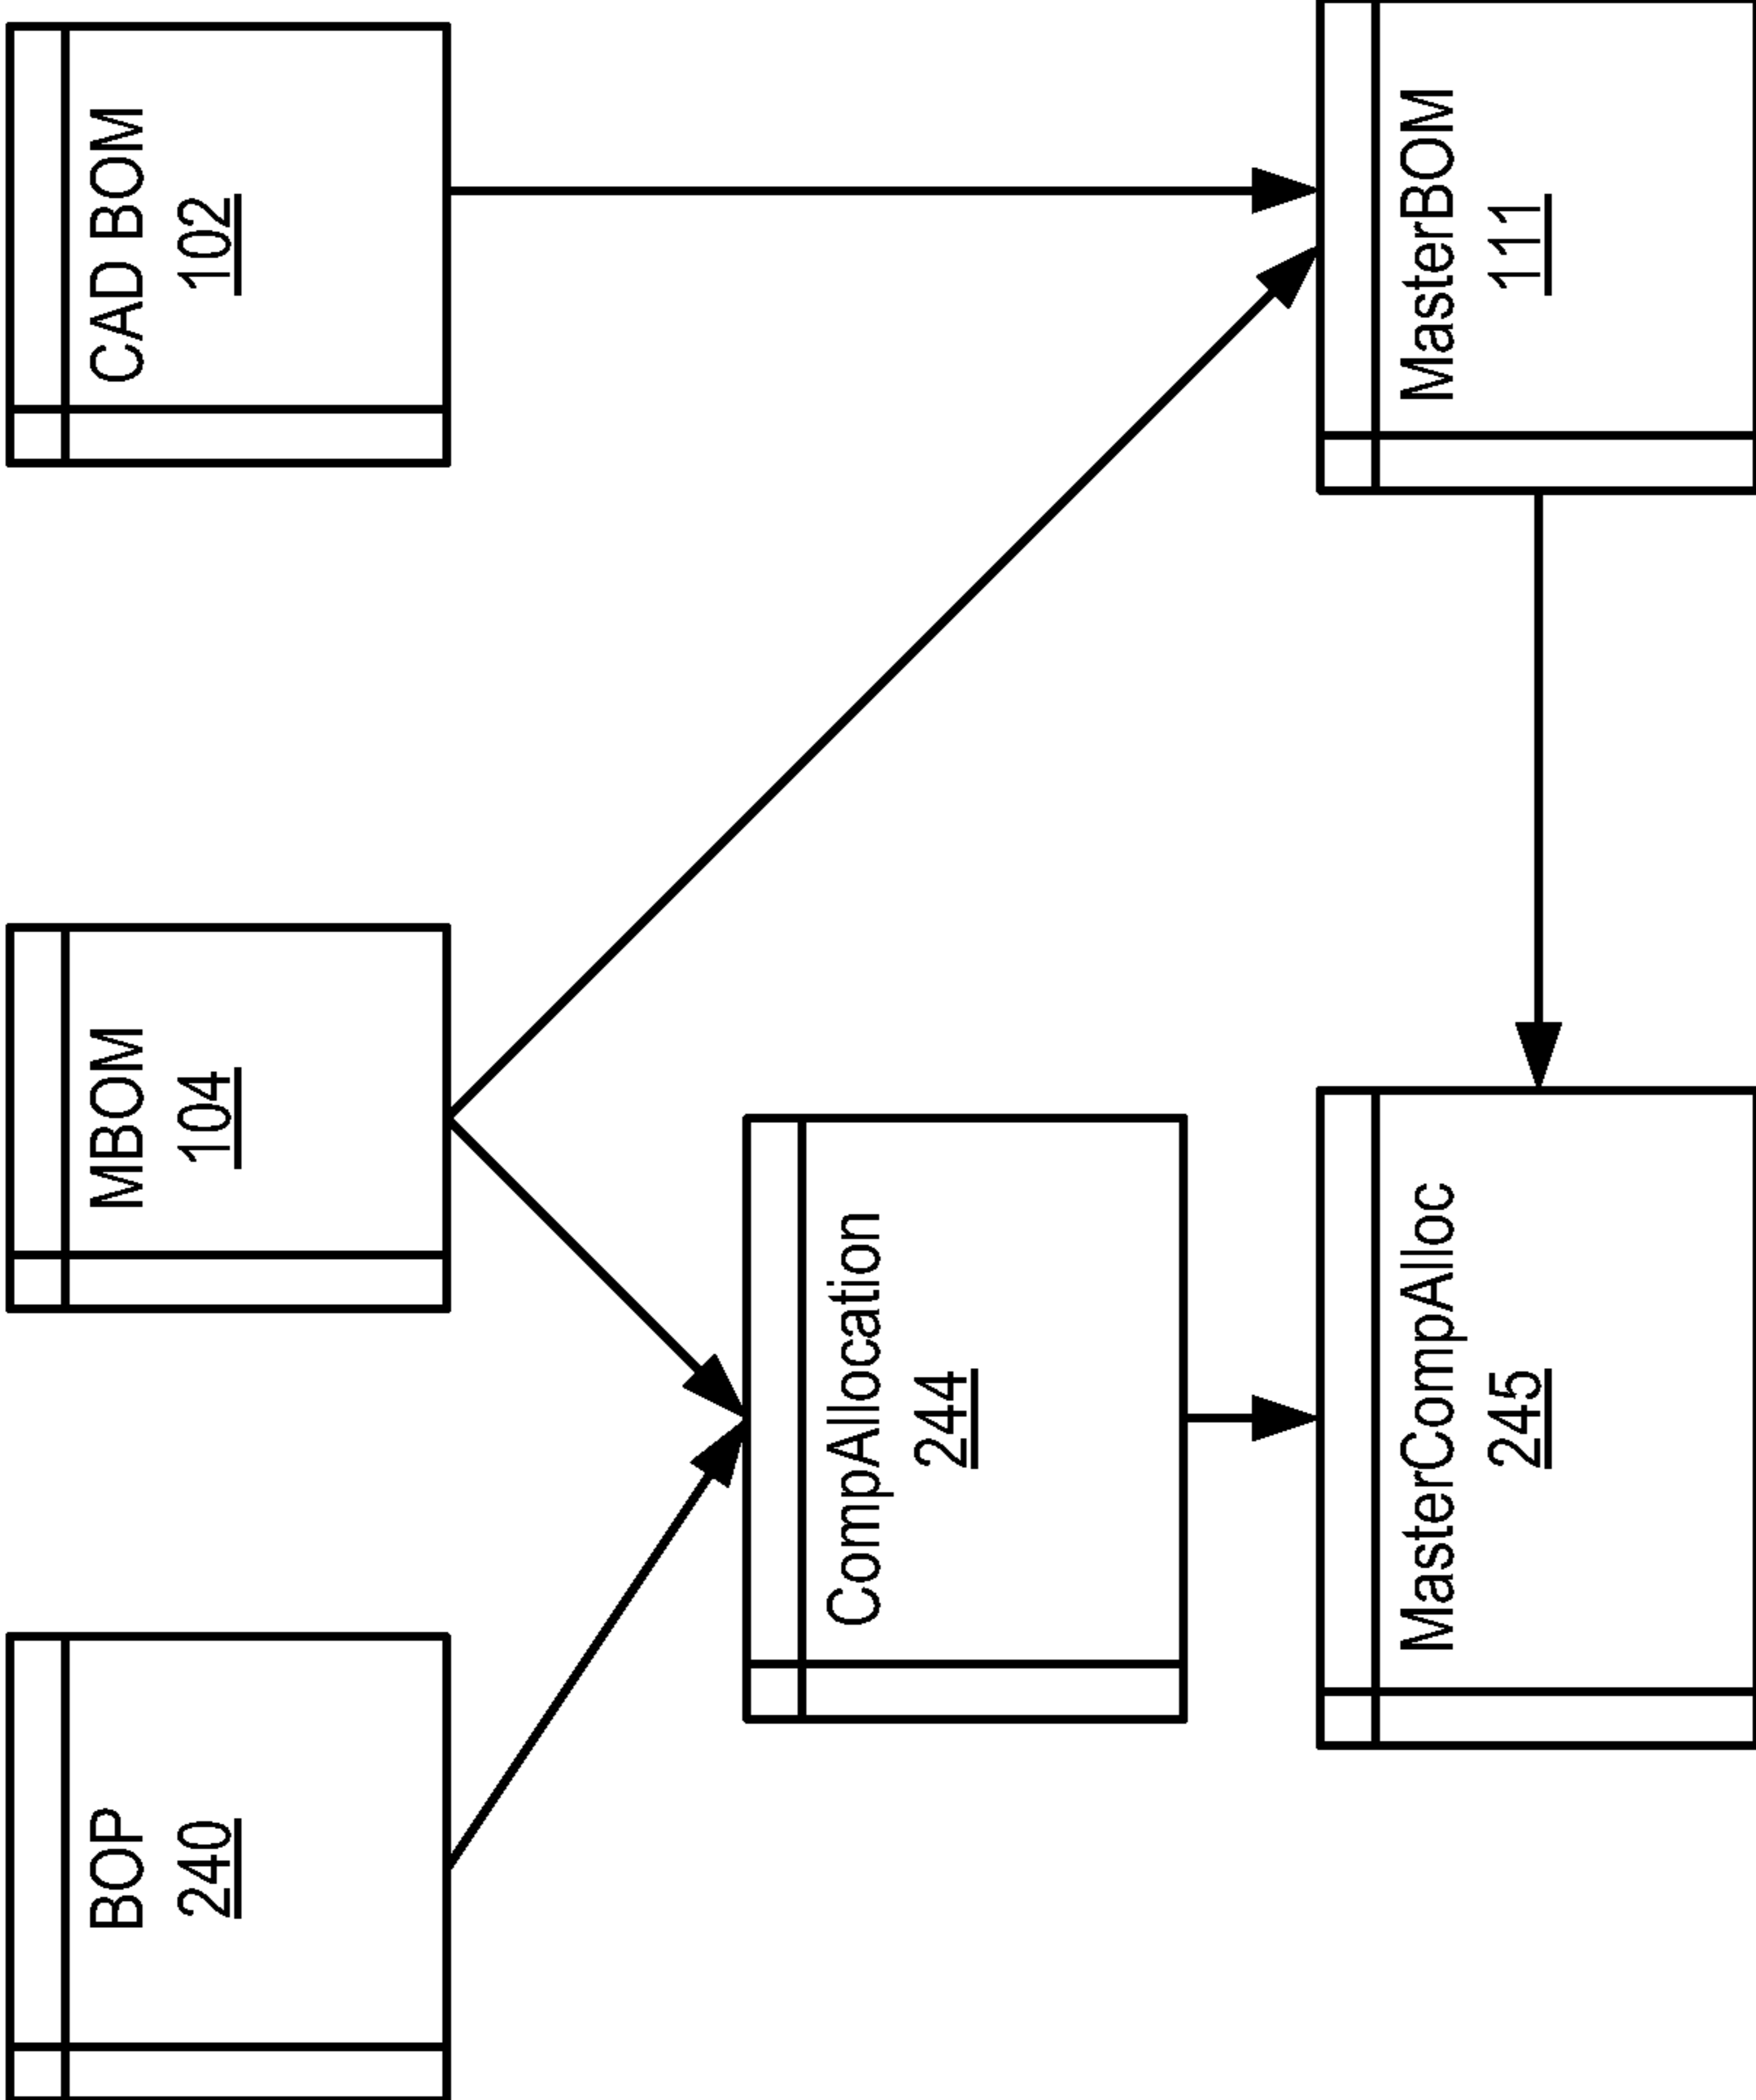 BOP
240
MBOM
104
CAD BOM
102
CompAllocation
244
MasterCompAlloc
245
MasterBOM
111